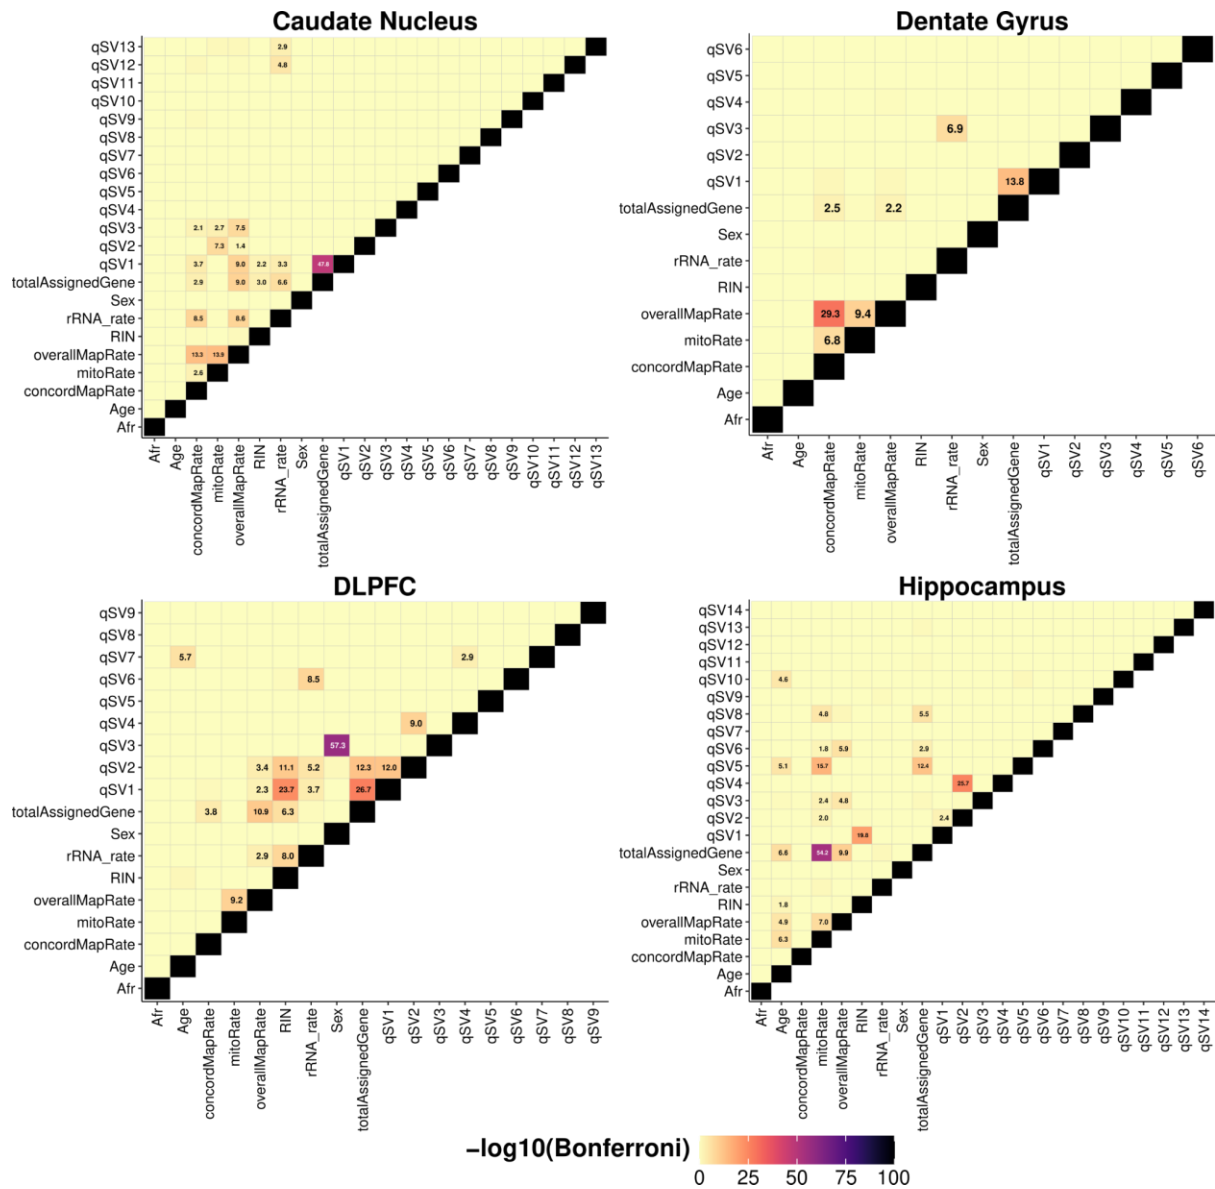 Caudate Nucleus
qSV13 2.9
qSV12 4.8
qSV11
qSV10
qSV9
qSV8
qSV7
qSV6
qSV5
qSV4
qSV3 2.1 2.7 7.5
qSV2 7.3 1.4
qSV1 3.7 9.0 2.2 3.3 47.8
totalAssignedGene 2.9 9.0 3.0 6.6
Sex
rRNA_rate 8.5 8.6
RIN
overallMapRate 13.3 13.9
mitoRate 2.6
concordMapRate
Age
Afr
Afr Age concordMapRate mitoRate overallMapRate RIN rRNA_rate Sex totalAssignedGene qSV1 qSV2 qSV3 qSV4 qSV5 qSV6 qSV7 qSV8 qSV9 qSV10 qSV11 qSV12 qSV13
Dentate Gyrus
qSV6
qSV5
qSV4
qSV3 6.9
qSV2
qSV1 13.8
totalAssignedGene 2.5 2.2
Sex
rRNA_rate
RIN
overallMapRate 29.3 9.4
mitoRate 6.8
concordMapRate
Age
Afr
Afr Age concordMapRate mitoRate overallMapRate RIN rRNA_rate Sex totalAssignedGene qSV1 qSV2 qSV3 qSV4 qSV5 qSV6
DLPFC
qSV9
qSV8
qSV7 5.7 2.9
qSV6 8.5
qSV5
qSV4 9.0
qSV3 57.3
qSV2 3.4 11.1 5.2 12.3 12.0
qSV1 2.3 23.7 3.7 26.7
totalAssignedGene 3.8 10.9 6.3
Sex
rRNA_rate 2.9 8.0
RIN
overallMapRate 9.2
mitoRate
concordMapRate
Age
Afr
Afr Age concordMapRate mitoRate overallMapRate RIN rRNA_rate Sex totalAssignedGene qSV1 qSV2 qSV3 qSV4 qSV5 qSV6 qSV7 qSV8 qSV9
Hippocampus
qSV14
qSV13
qSV12
qSV11
qSV10 4.6
qSV9
qSV8 4.8 5.5
qSV7
qSV6 1.8 5.9 2.9
qSV5 5.1 15.7 12.4
qSV4
qSV3 2.4 4.8
qSV2 2.0 2.4
qSV1
totalAssignedGene 6.6 54.2 9.9
Sex
rRNA_rate
RIN 1.8
overallMapRate 4.9 7.0
mitoRate 6.3
concordMapRate
Age
Afr
Afr Age concordMapRate mitoRate overallMapRate RIN rRNA_rate Sex totalAssignedGene qSV1 qSV2 qSV3 qSV4 qSV5 qSV6 qSV7 qSV8 qSV9 qSV10 qSV11 qSV12 qSV13 qSV14
−log10(Bonferroni)
0 25 50 75 100